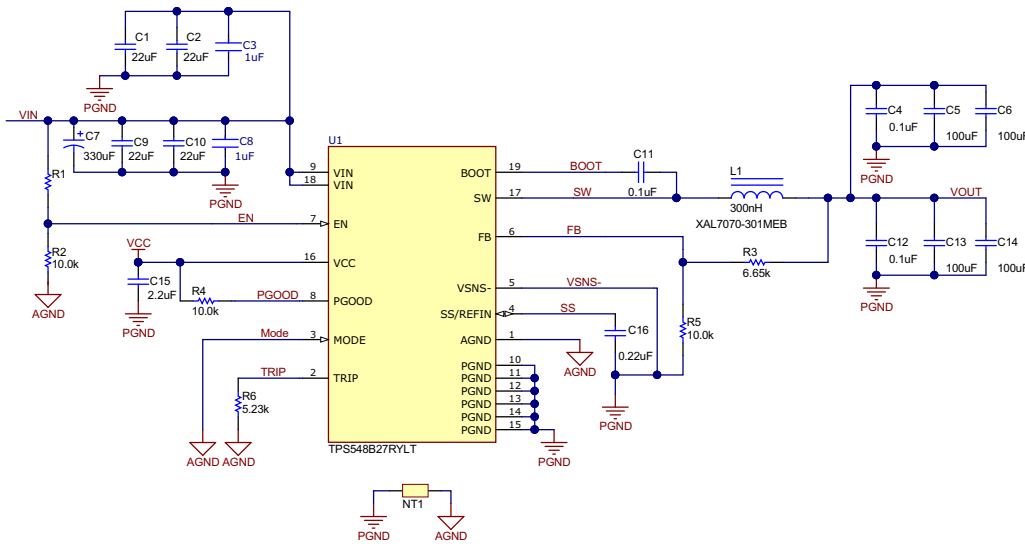 C1
22uF
C2
22uF
C3
1uF
PGND
VIN
C7
330uF
C9
22uF
C10
22uF
C8
1uF
PGND
R1
EN
R2
10.0k
AGND
VCC
C15
2.2uF
PGND
R4
10.0k
PGOOD
Mode
TRIP
R6
5.23k
AGND
AGND
U1
9
VIN
18
VIN
7
EN
16
VCC
8
PGOOD
3
MODE
2
TRIP
BOOT
19
SW
17
FB
6
VSNS-
5
SS/REFIN
4
AGND
1
PGND
10
PGND
11
PGND
12
PGND
13
PGND
14
PGND
15
TPS548B27RYLT
BOOT
C11
0.1uF
SW
L1
300nH
XAL7070-301MEB
FB
R3
6.65k
VSNS-
SS
C16
0.22uF
R5
10.0k
AGND
PGND
PGND
C4
0.1uF
C5
100uF
C6
100uF
PGND
VOUT
C12
0.1uF
C13
100uF
C14
100uF
PGND
NT1
PGND
AGND